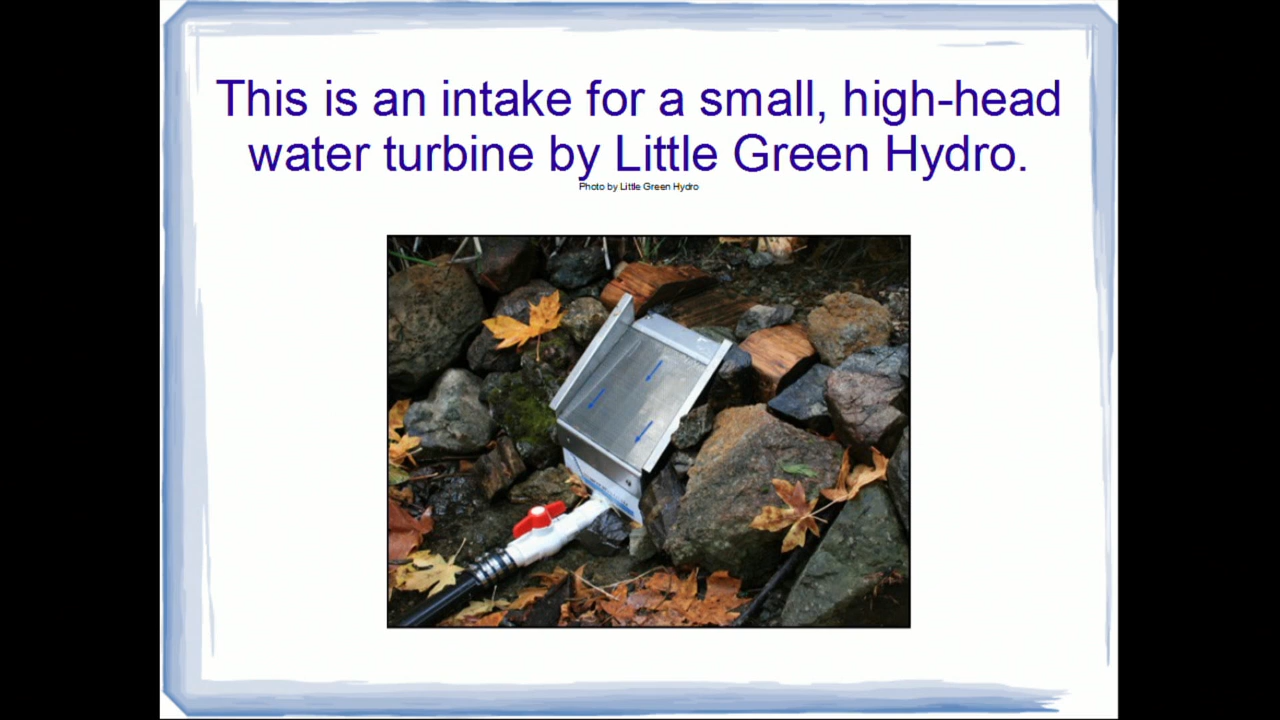 This is an intake for a small, high-head
water turbine by Little Green Hydro.
Photo by Little Green Hydro